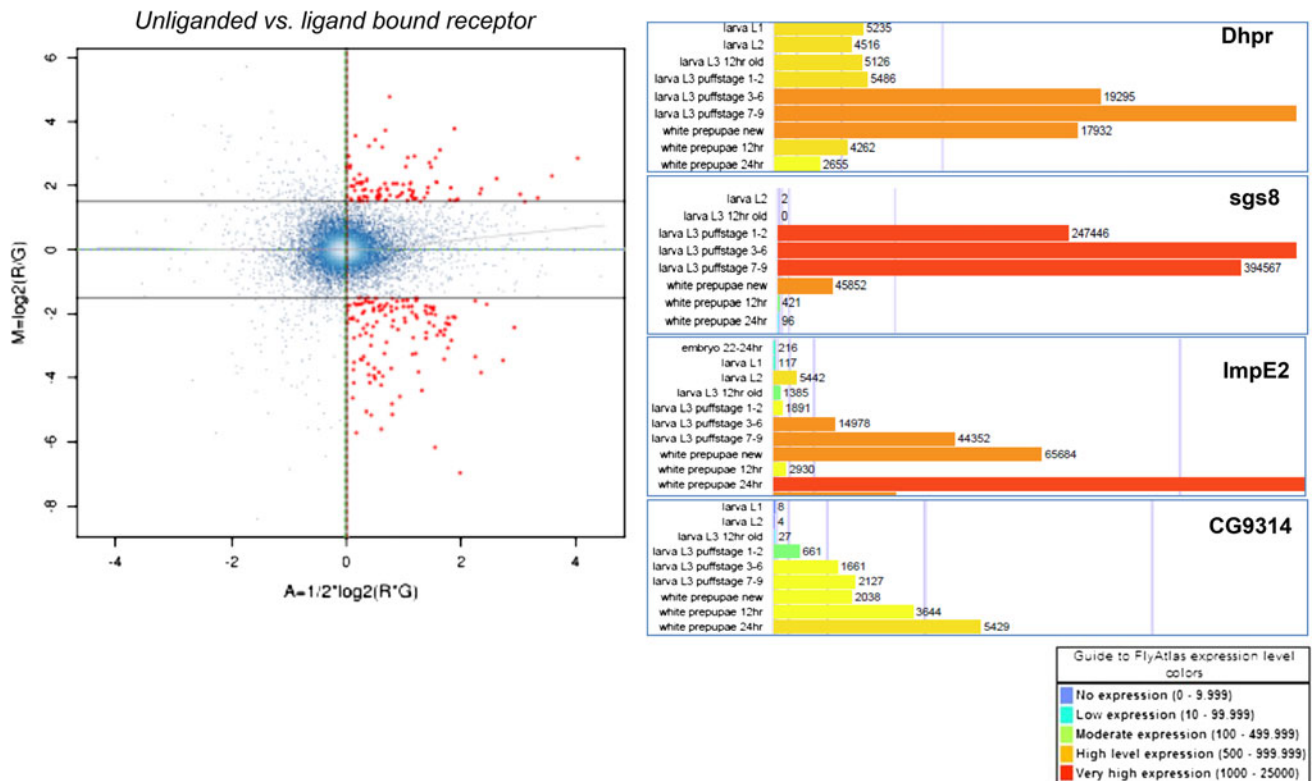 Unliganded vs. ligand bound receptor
6
4
2
0
-2
-4
-6
-8
M=log2(R/G)
-4
-2
0
2
4
A=1/2*log2(R*G)
Dhpr
larva L1 5235
larva L2 4516
larva L3 12hr old 5126
larva L3 puffstage 1-2 5486
larva L3 puffstage 3-6 19295
larva L3 puffstage 7-9
white prepupae new 17932
white prepupae 12hr 4262
white prepupae 24hr 2655
sgs8
larva L2 2
larva L3 12hr old 0
larva L3 puffstage 1-2 247446
larva L3 puffstage 3-6
larva L3 puffstage 7-9 394567
white prepupae new 45852
white prepupae 12hr 421
white prepupae 24hr 96
ImpE2
embryo 22-24hr 216
larva L1 117
larva L2 5442
larva L3 12hr old 1385
larva L3 puffstage 1-2 1891
larva L3 puffstage 3-6 14978
larva L3 puffstage 7-9 44352
white prepupae new 65684
white prepupae 12hr 2930
white prepupae 24hr
CG9314
larva L1 8
larva L2 4
larva L3 12hr old 27
larva L3 puffstage 1-2 661
larva L3 puffstage 3-6 1661
larva L3 puffstage 7-9 2127
white prepupae new 2038
white prepupae 12hr 3644
white prepupae 24hr 5429
Guide to FlyAtlas expression level
colors
No expression (0 - 9.999)
Low expression (10 - 99.999)
Moderate expression (100 - 499.999)
High level expression (500 - 999.999)
Very high expression (1000 - 25000)